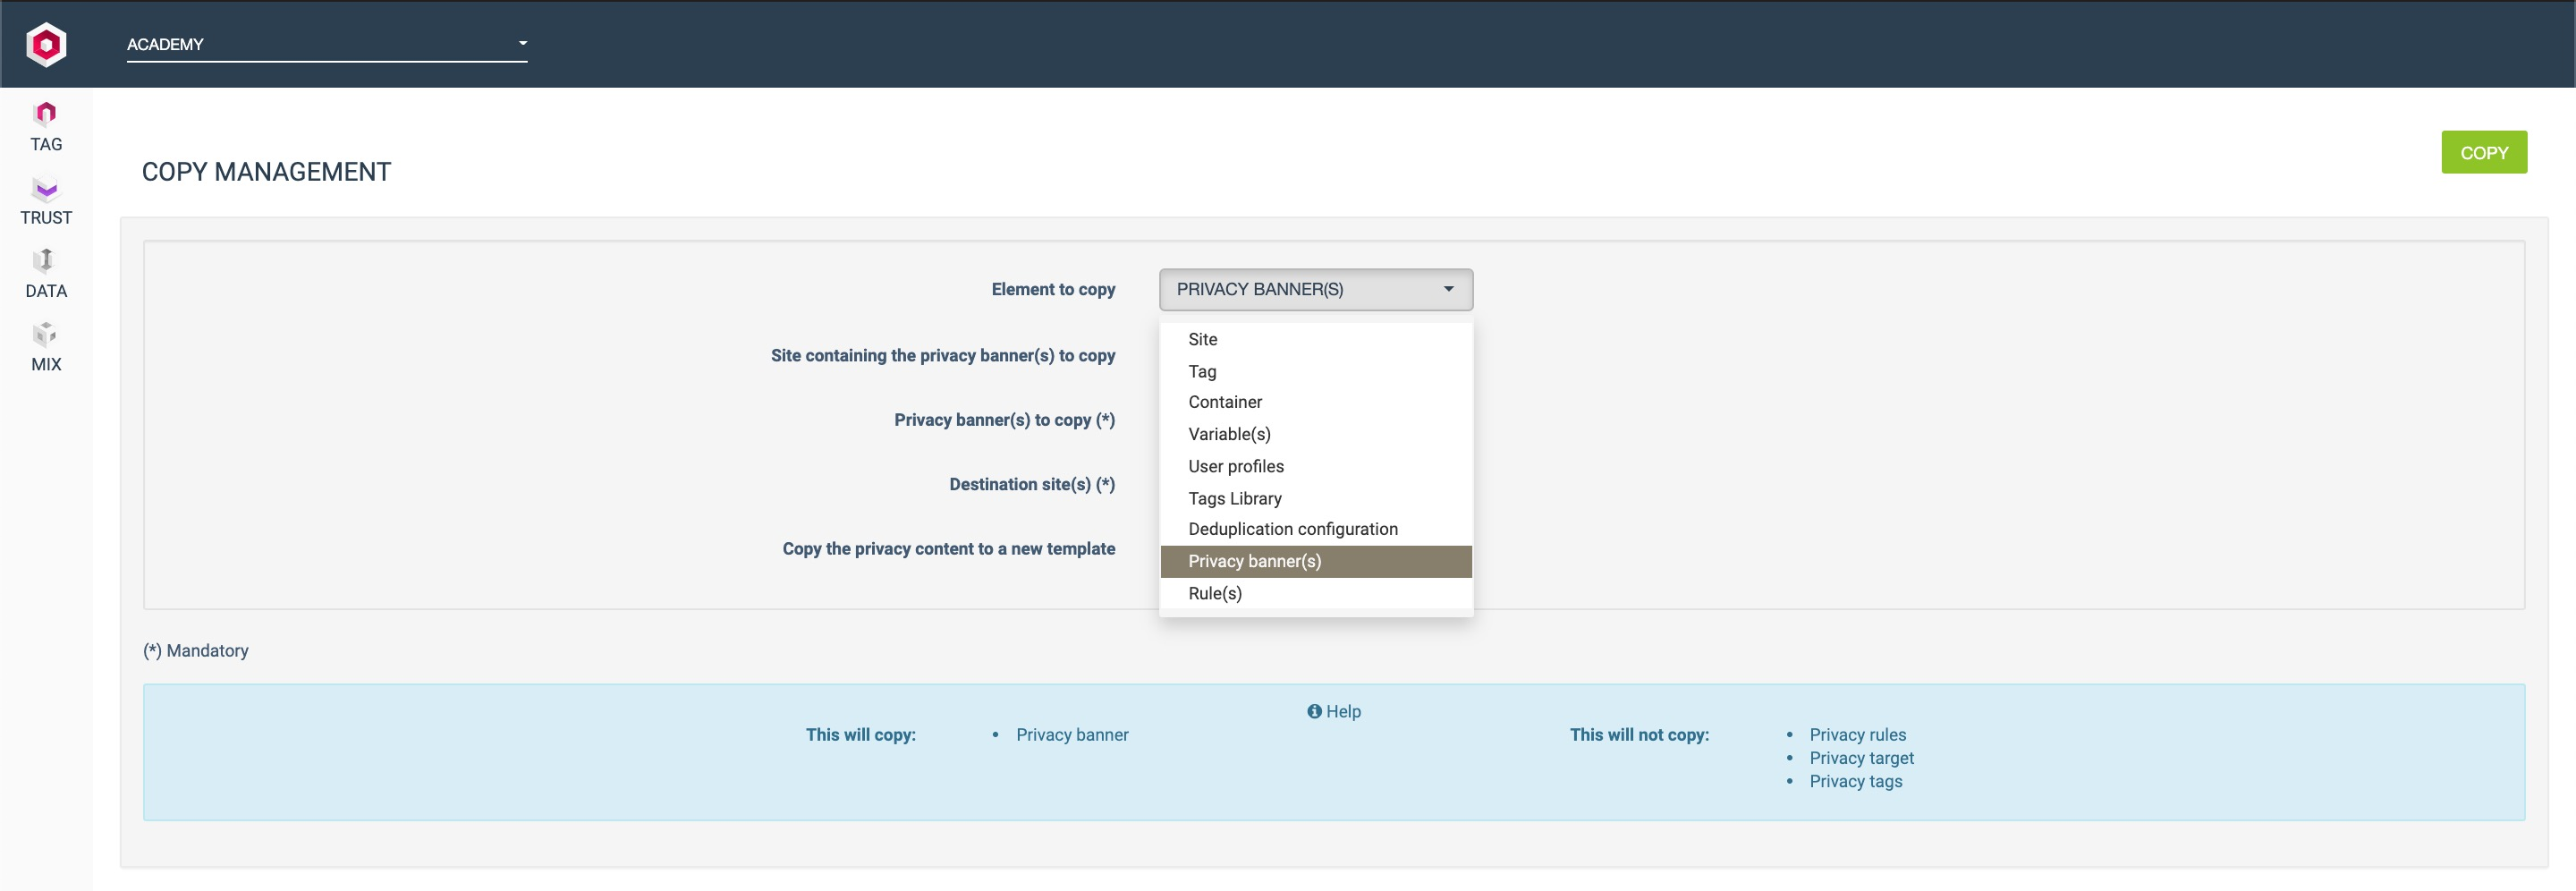 ACADEMY
TAG
TRUST
DATA
MIX
COPY MANAGEMENT
COPY
Element to copy
PRIVACY BANNER(S)
Site
Tag
Container
Variable(s)
User profiles
Tags Library
Deduplication configuration
Privacy banner(s)
Rule(s)
Site containing the privacy banner(s) to copy
Privacy banner(s) to copy (*)
Destination site(s) (*)
Copy the privacy content to a new template
(*) Mandatory
Help
This will copy:
• Privacy banner
This will not copy:
• Privacy rules
• Privacy target
• Privacy tags